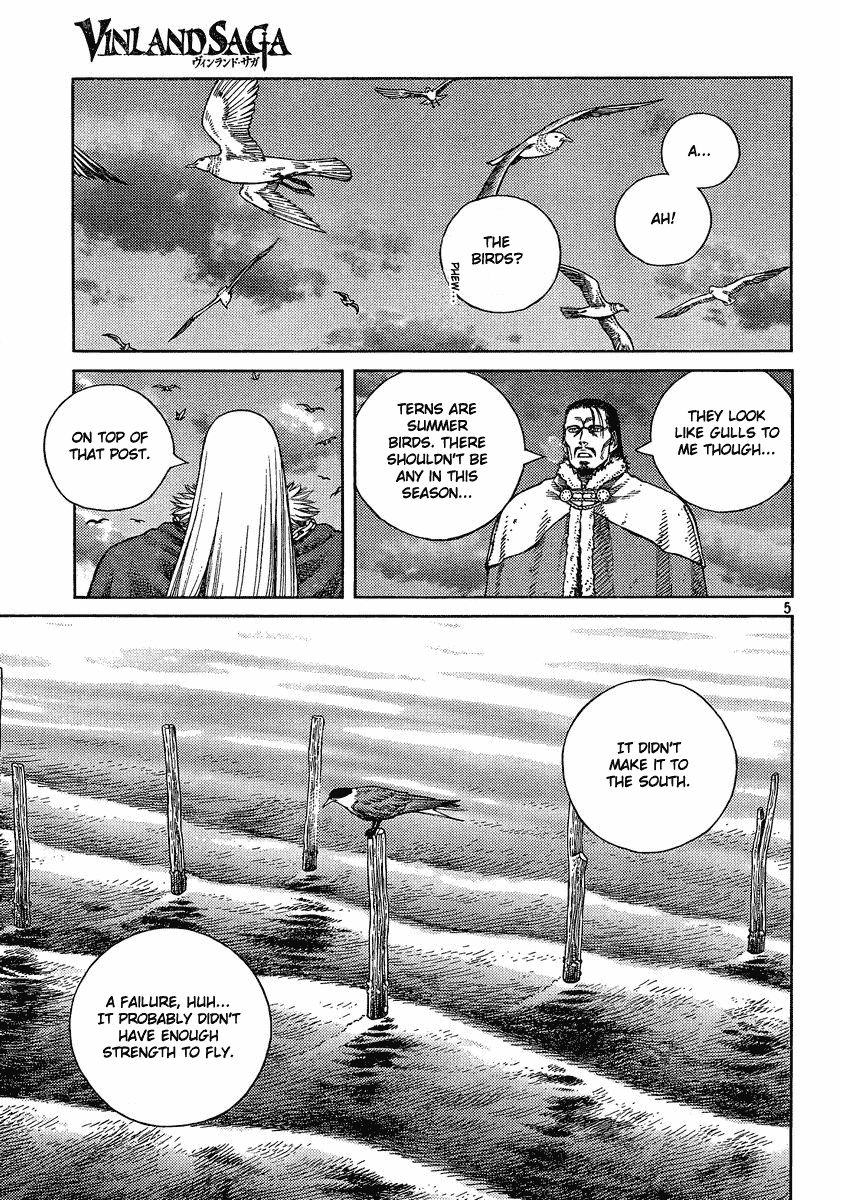 VINLAND SAGA
ヴィンランド・サガ
A...
AH!
THE
BIRDS?
PHEW...
THEY LOOK
LIKE GULLS TO
ME THOUGH...
TERNS ARE
SUMMER
BIRDS. THERE
SHOULDN'T BE
ANY IN THIS
SEASON...
ON TOP OF
THAT POST.
5
IT DIDN'T
MAKE IT TO
THE SOUTH.
A FAILURE, HUH...
IT PROBABLY DIDN'T
HAVE ENOUGH
STRENGTH TO FLY.